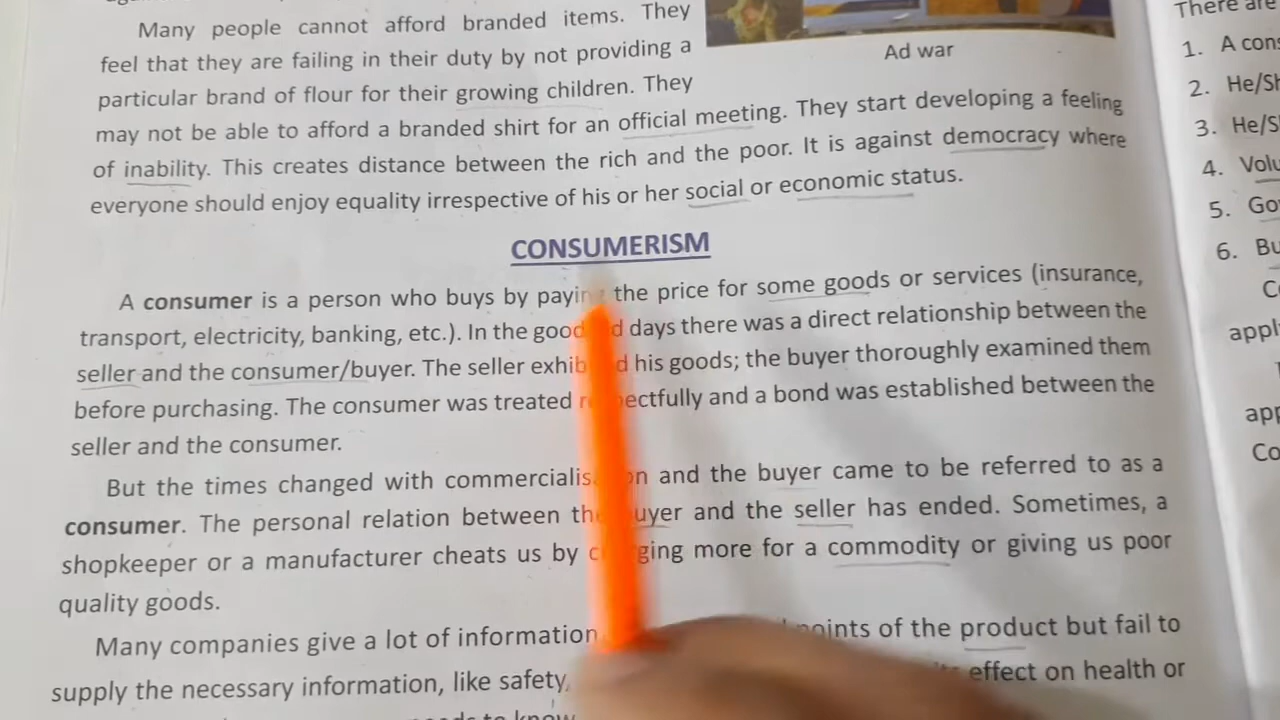 Many people cannot afford branded items. They
feel that they are failing in their duty by not providing a
particular brand of flour for their growing children. They
may not be able to afford a branded shirt for an official meeting. They start developing a feeling
of inability. This creates distance between the rich and the poor. It is against democracy where
everyone should enjoy equality irrespective of his or her social or economic status.
Ad war
CONSUMERISM
A consumer is a person who buys by paying the price for some goods or services (insurance,
transport, electricity, banking, etc.). In the good days there was a direct relationship between the
seller and the consumer/buyer. The seller his goods; the buyer thoroughly examined them
before purchasing. The consumer was treated respectfully and a bond was established between the
seller and the consumer.
But the times changed with commercialisation and the buyer came to be referred to as a
consumer. The personal relation between the buyer and the seller has ended. Sometimes, a
shopkeeper or a manufacturer cheats us by charging more for a commodity or giving us poor
quality goods.
Many companies give a lot of information points of the product but fail to
supply the necessary information, like safety, effect on health or
There are
1. A
2.
3.
4.
5.
6.